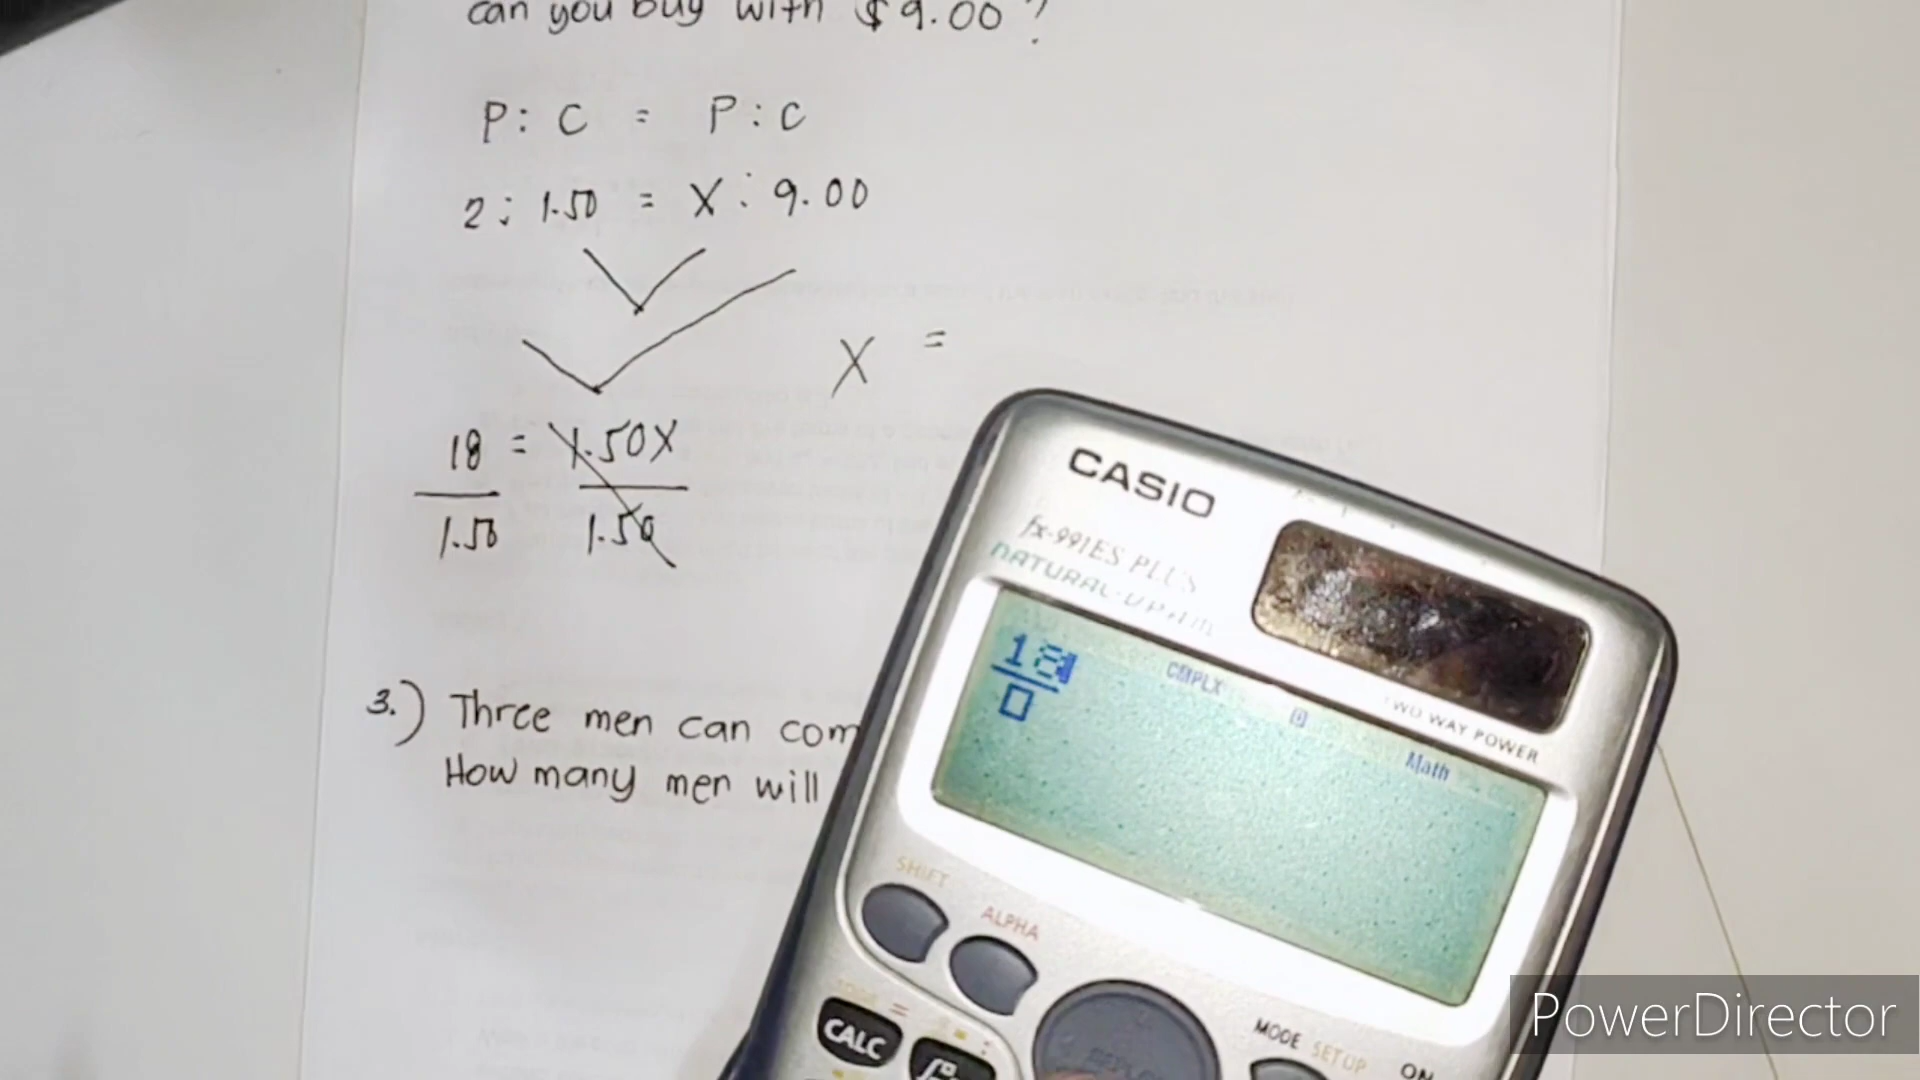 can you buy with $9.00?
P : C = P : C
2 : 1.50 = X : 9.00
X =
18 = 1.50X
1.50 1.50
3.) Three men can com
How many men will
CASIO
fx-991ES PLUS
NATURAL-V.P.A.M.
18
CMPLX
D
Math
TWO WAY POWER
SHIFT
ALPHA
CALC
MODE SETUP
ON
REPLAY
PowerDirector